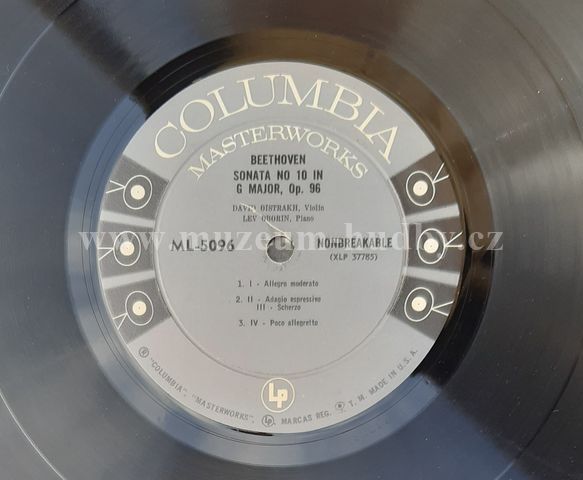 COLUMBIA
MASTERWORKS
BEETHOVEN
SONATA NO 10 IN
G MAJOR, Op. 96
DAVID OISTRAKH, Violin
LEV OBORIN, Piano
www.muzeum-hudby.cz
ML-5096
NONBREAKABLE
(XLP 37785)
1. I - Allegro moderato
2. II - Adagio espressivo
III - Scherzo
3. IV - Poco allegretto
Lp
® "COLUMBIA", "MASTERWORKS", Lp, MARCAS REG. ® T. M. MADE IN U.S.A.